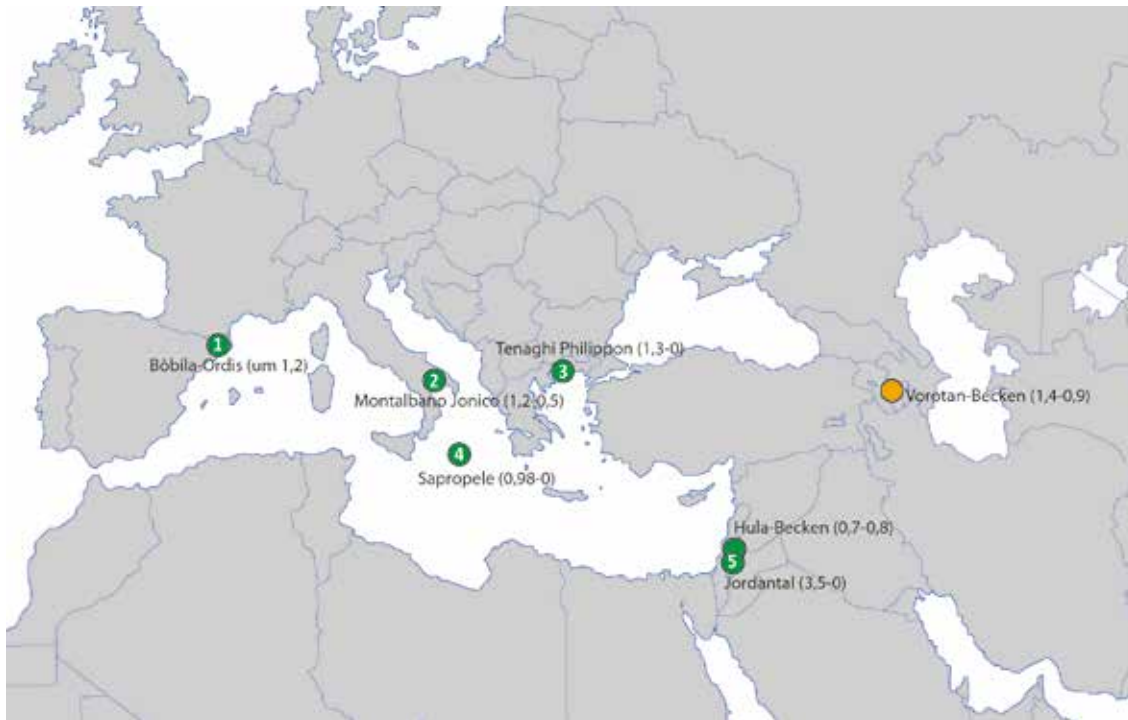 1
Bòbila-Ordis (um 1,2)
2
Montalbano Jonico (1,2-0,5)
Tenaghi Philippon (1,3-0)
3
4
Sapropele (0,98-0)
Vorotan-Becken (1,4-0,9)
Hula-Becken (0,7-0,8)
5
Jordantal (3,5-0)